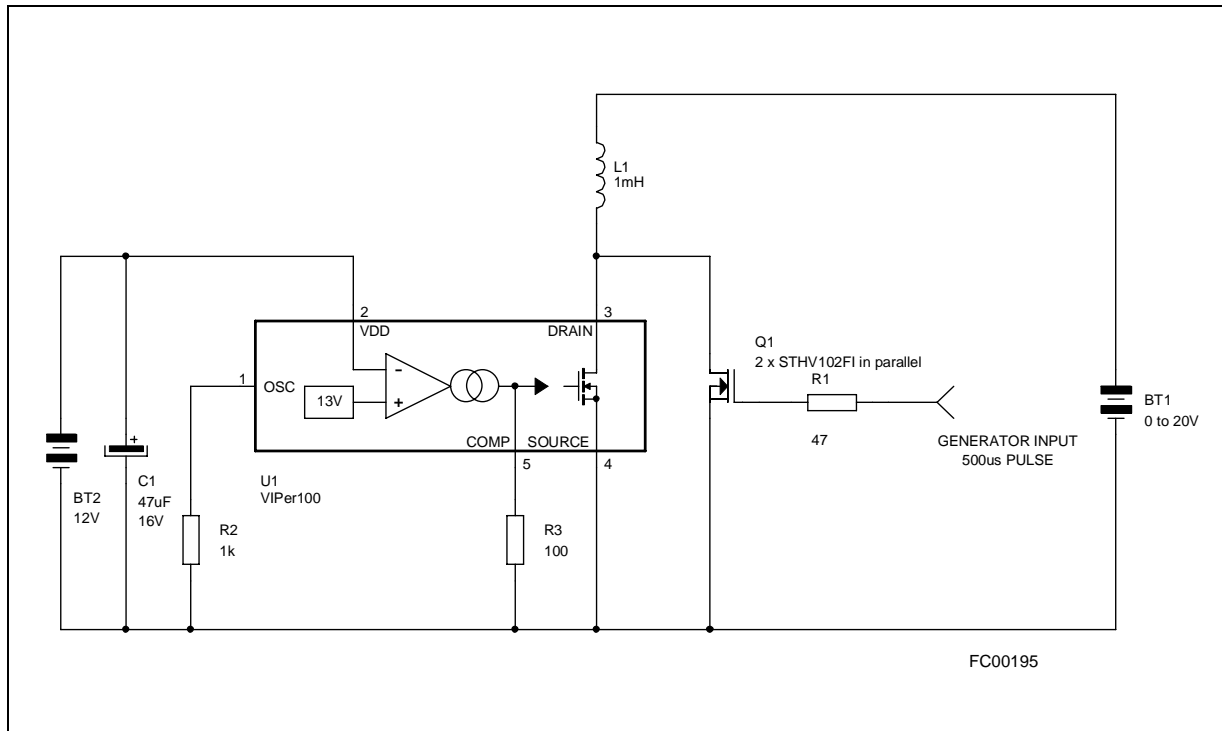 L1
1mH
2
3
VDD
DRAIN
Q1
2 x STHV102FI in parallel
1
OSC
-
R1
13V
+
BT1
0 to 20V
COMP
SOURCE
47
GENERATOR INPUT
500us PULSE
5
4
+
U1
VIPer100
BT2
12V
C1
47uF
16V
R2
1k
R3
100
FC00195